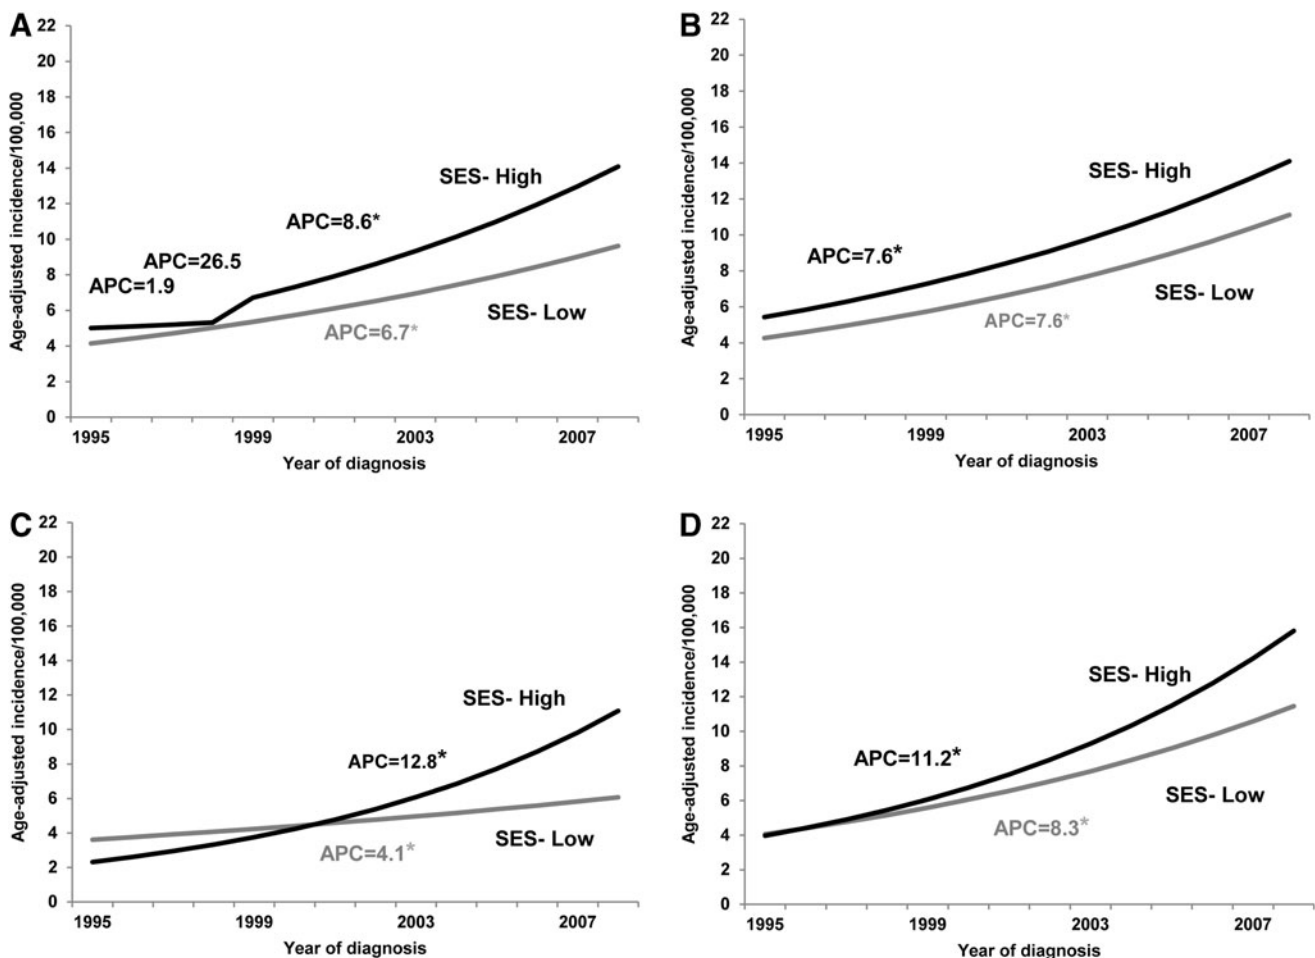 A
Age-adjusted incidence/100,000
22
20
18
16
14
12
10
8
6
4
2
0
SES- High
APC=8.6*
APC=26.5
APC=1.9
SES- Low
APC=6.7*
1995 1999 2003 2007
Year of diagnosis
B
Age-adjusted incidence/100,000
22
20
18
16
14
12
10
8
6
4
2
0
SES- High
APC=7.6*
SES- Low
APC=7.6*
1995 1999 2003 2007
Year of diagnosis
C
Age-adjusted incidence/100,000
22
20
18
16
14
12
10
8
6
4
2
0
SES- High
APC=12.8*
SES- Low
APC=4.1*
1995 1999 2003 2007
Year of diagnosis
D
Age-adjusted incidence/100,000
22
20
18
16
14
12
10
8
6
4
2
0
SES- High
APC=11.2*
SES- Low
APC=8.3*
1995 1999 2003 2007
Year of diagnosis